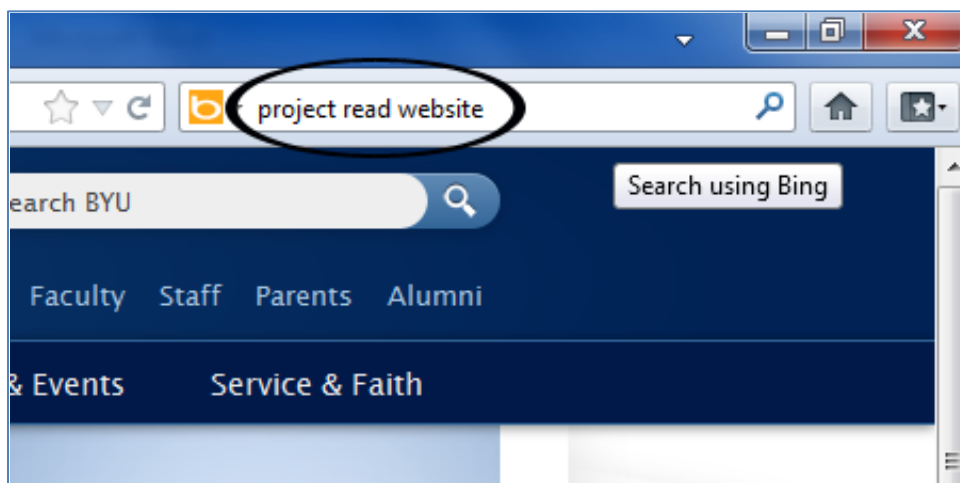 project read website
earch BYU
Search using Bing
Faculty Staff Parents Alumni
& Events Service & Faith